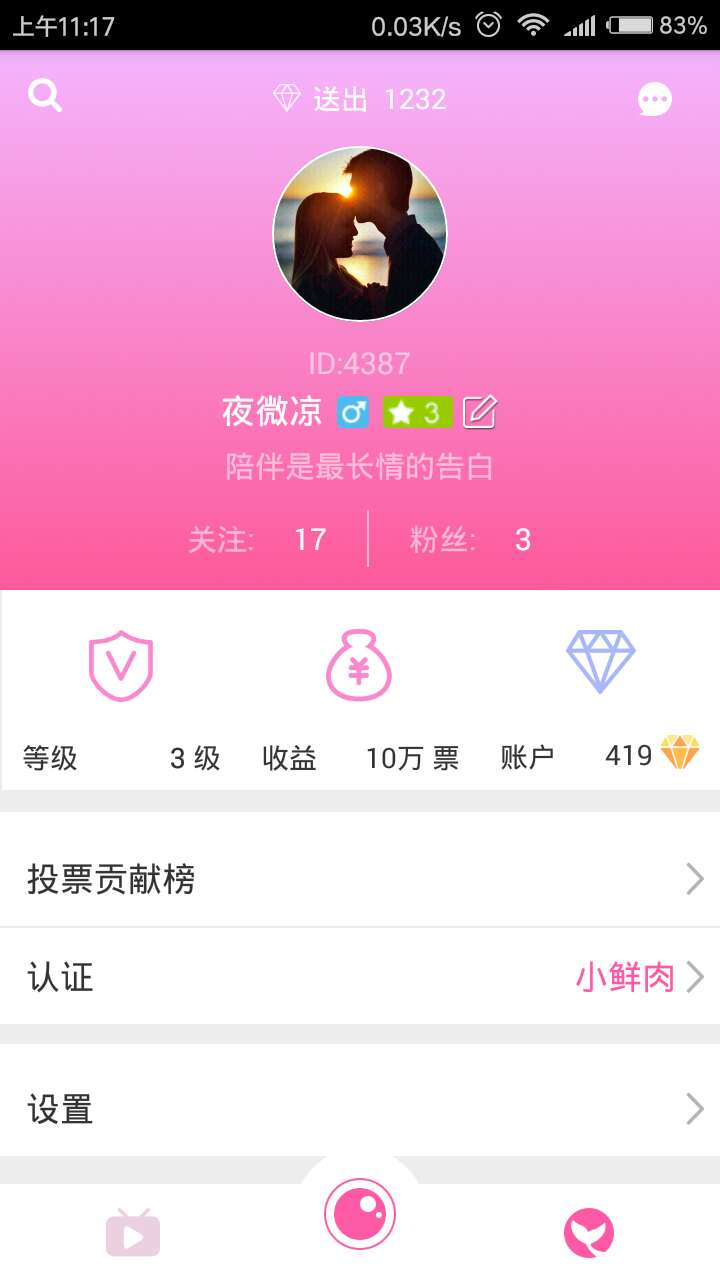 上午11:17 0.03K/s 83%
送出 1232
ID:4387
夜微凉 3
陪伴是最长情的告白
关注: 17 粉丝: 3
等级 3 级 收益 10万 票 账户 419
投票贡献榜
认证 小鲜肉
设置